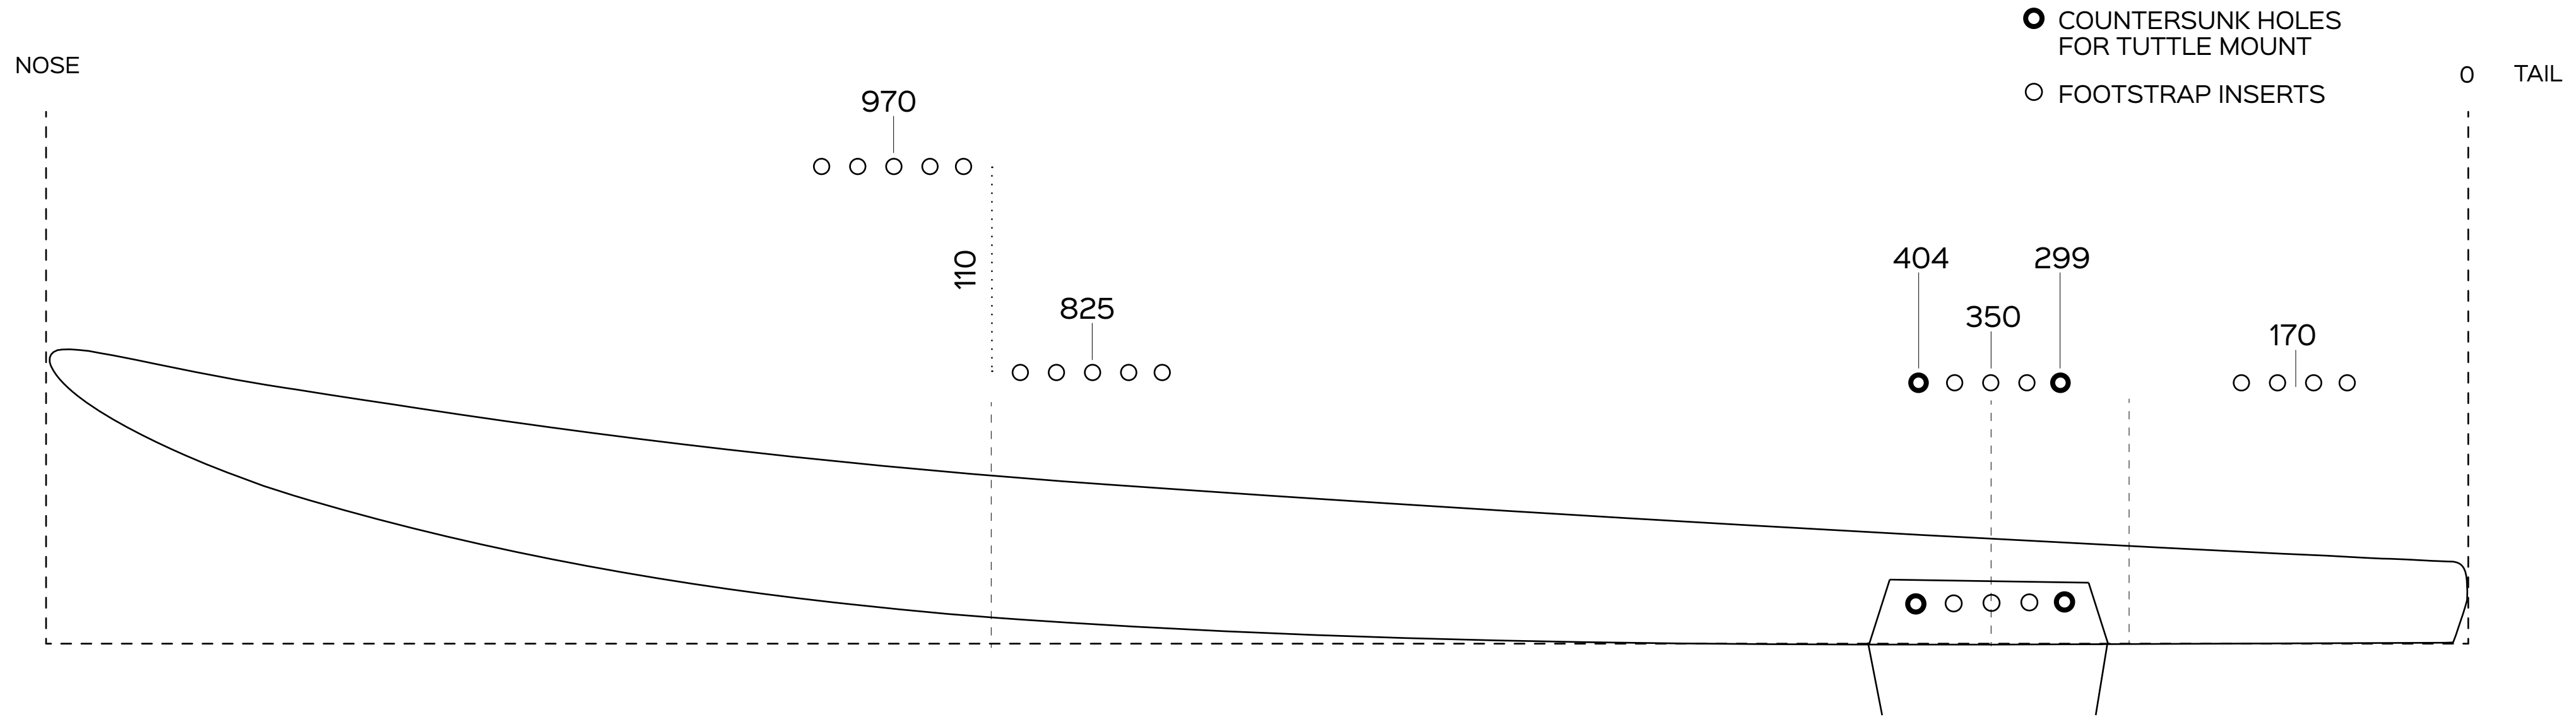 COUNTERSUNK HOLES
FOR TUTTLE MOUNT
NOSE
0
TAIL
FOOTSTRAP INSERTS
970
110
404
299
825
350
170